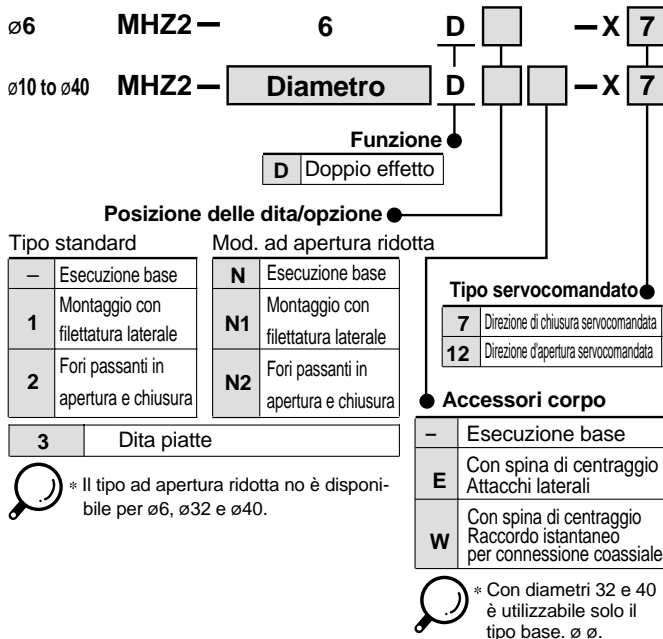 ø6 MHZ2 – 6 D – X 7
ø10 to ø40 MHZ2 – Diametro D – X 7
Funzione
D Doppio effetto
Posizione delle dita/opzione
Tipo standard
– Esecuzione base
1 Montaggio con
filettatura laterale
2 Fori passanti in
apertura e chiusura
Mod. ad apertura ridotta
N Esecuzione base
N1 Montaggio con
filettatura laterale
N2 Fori passanti in
apertura e chiusura
3 Dita piatte
* Il tipo ad apertura ridotta no è disponi-
bile per ø6, ø32 e ø40.
Tipo servocomandato
7 Direzione di chiusura servocomandata
12 Direzione d'apertura servocomandata
Accessori corpo
– Esecuzione base
E Con spina di centraggio
Attacchi laterali
W Con spina di centraggio
Raccordo istantaneo
per connessione coassiale
* Con diametri 32 e 40
è utilizzabile solo il
tipo base. ø ø.